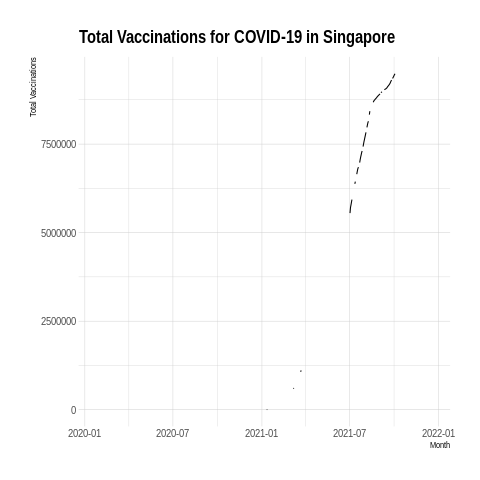 Total Vaccinations for COVID-19 in Singapore
Total Vaccinations
7500000
5000000
2500000
0
2020-01 2020-07 2021-01 2021-07 2022-01
Month